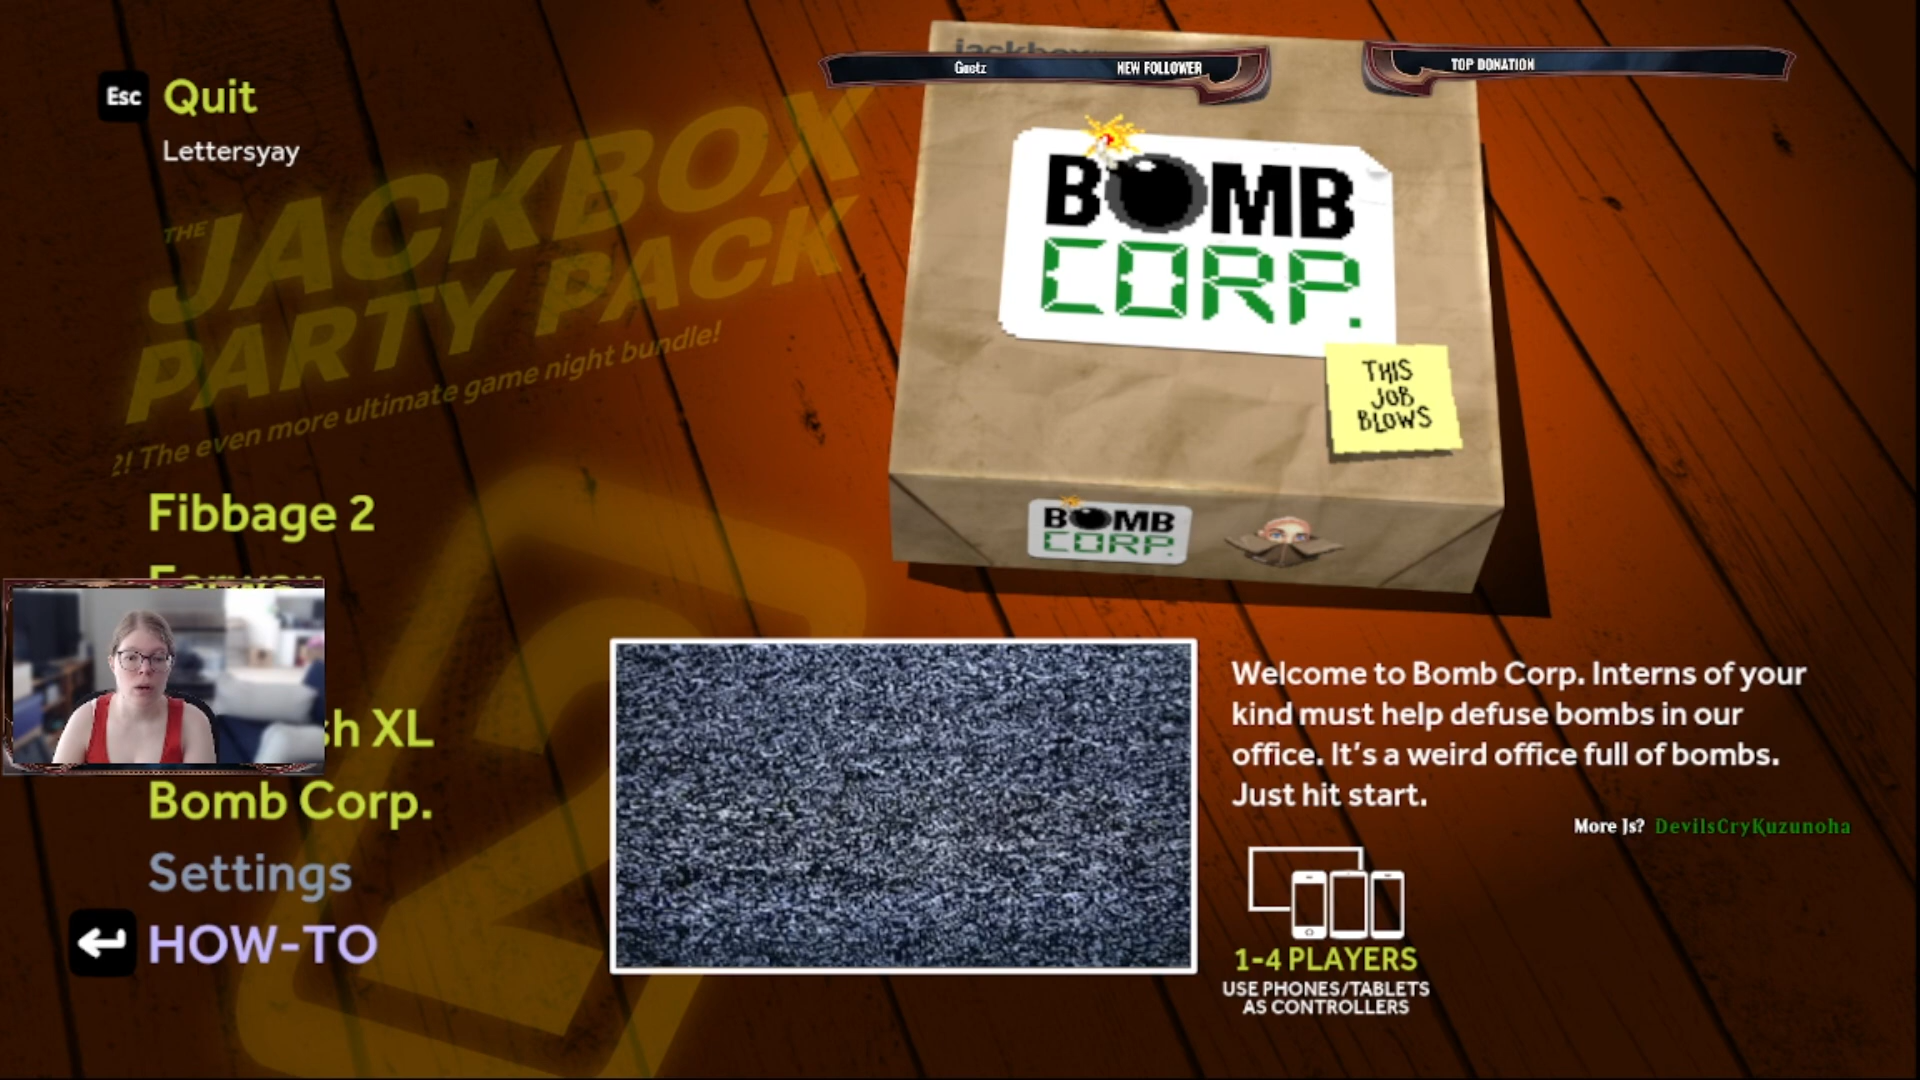 Esc Quit
Lettersyay
THE
JACKBOX
PARTY PACK
2! The even more ultimate game night bundle!
Fibbage 2
sh XL
Bomb Corp.
Settings
HOW-TO
jackbox
Goetz NEW FOLLOWER
TOP DONATION
BOMB
CORP.
THIS
JOB
BLOWS
BOMB
CORP.
Welcome to Bomb Corp. Interns of your
kind must help defuse bombs in our
office. It's a weird office full of bombs.
Just hit start.
More Js? DevilsCryKuzunoha
1-4 PLAYERS
USE PHONES/TABLETS
AS CONTROLLERS